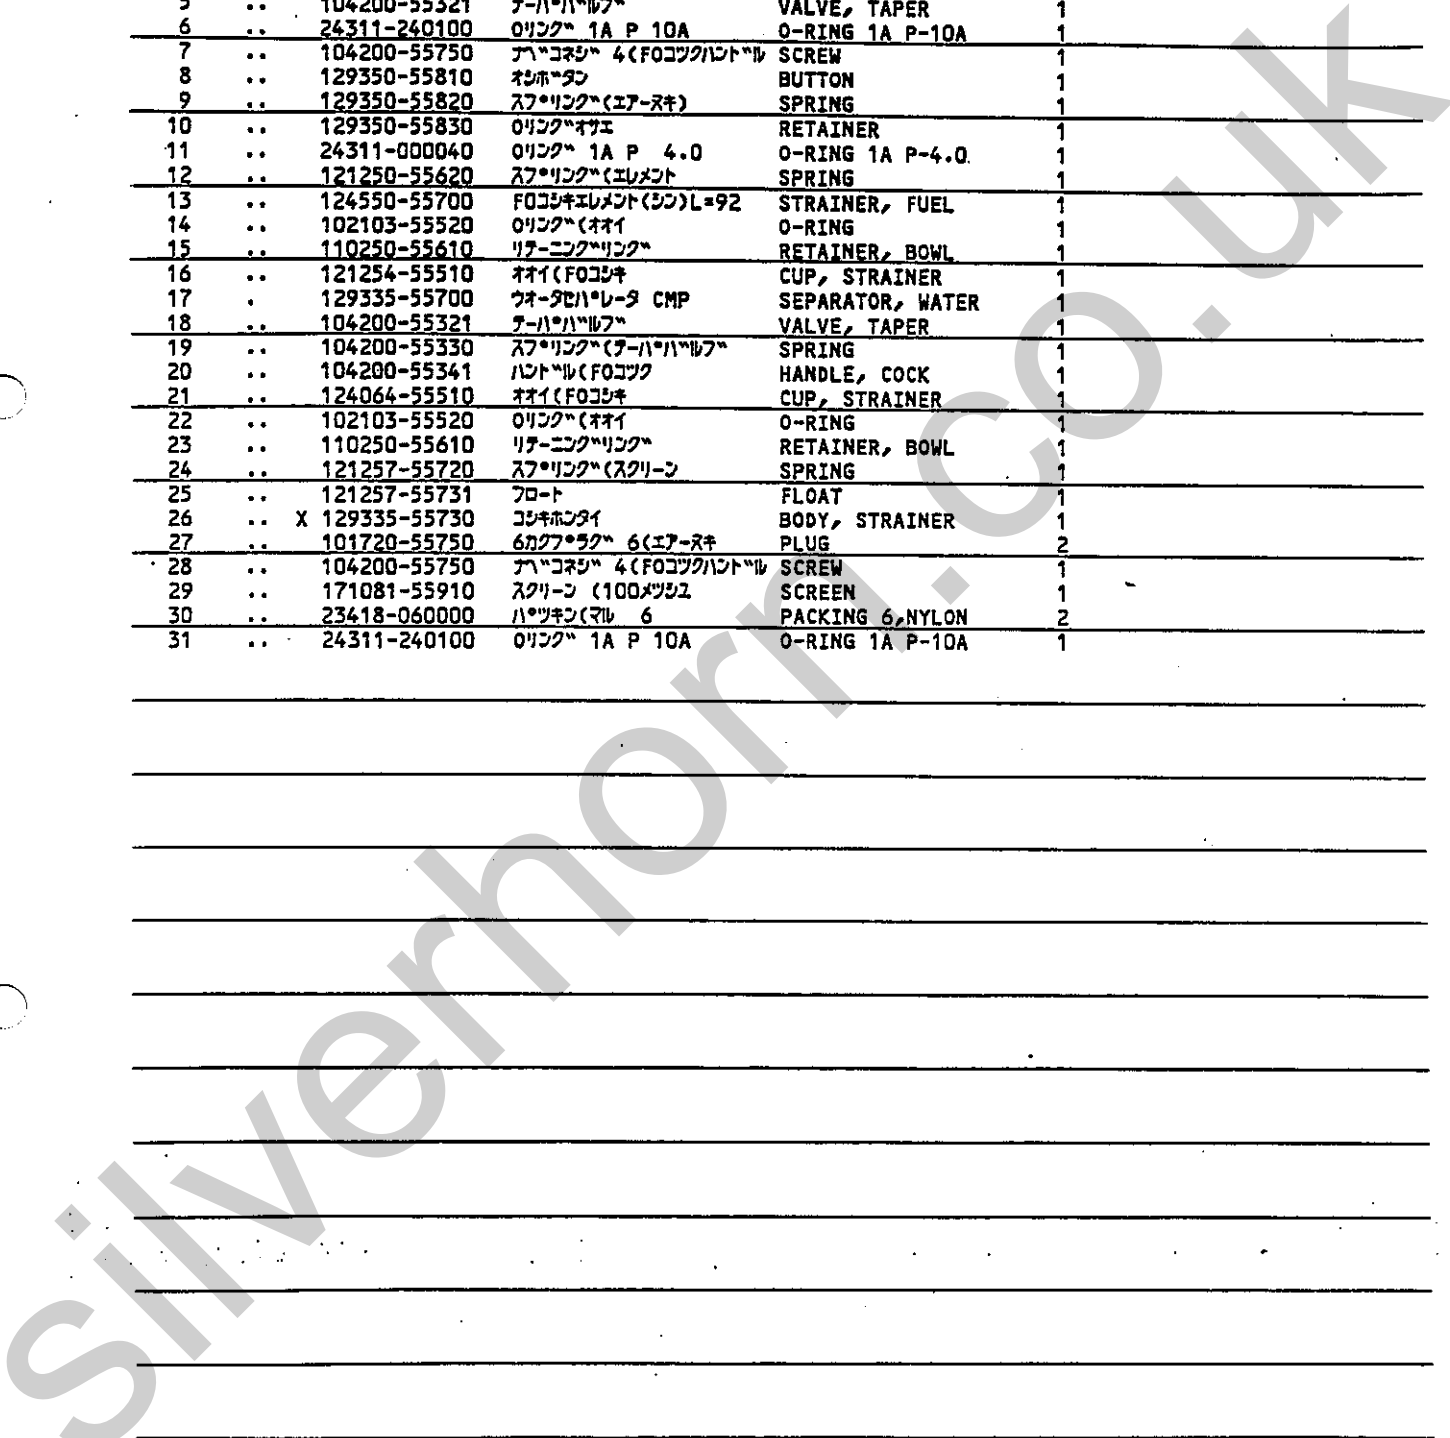 5 .. 104200-55321 テーパバルブ VALVE, TAPER 1
6 .. 24311-240100 Oリング 1A P 10A O-RING 1A P-10A 1
7 .. 104200-55750 ナベコネジ 4(FOコツクハンドル SCREW 1
8 .. 129350-55810 オシボタン BUTTON 1
9 .. 129350-55820 スプリング(エアーヌキ) SPRING 1
10 .. 129350-55830 Oリングオサエ RETAINER 1
11 .. 24311-000040 Oリング 1A P 4.0 O-RING 1A P-4.0 1
12 .. 121250-55620 スプリング(エレメント SPRING 1
13 .. 124550-55700 FOコシキエレメント(シン)L=92 STRAINER, FUEL 1
14 .. 102103-55520 Oリング(オオイ O-RING 1
15 .. 110250-55610 リテーニングリング RETAINER, BOWL 1
16 .. 121254-55510 オオイ(FOコシキ CUP, STRAINER 1
17 . 129335-55700 ウオータセパレータ CMP SEPARATOR, WATER 1
18 .. 104200-55321 テーパバルブ VALVE, TAPER 1
19 .. 104200-55330 スプリング(テーパバルブ SPRING 1
20 .. 104200-55341 ハンドル(FOコツク HANDLE, COCK 1
21 .. 124064-55510 オオイ(FOコシキ CUP, STRAINER 1
22 .. 102103-55520 Oリング(オオイ O-RING 1
23 .. 110250-55610 リテーニングリング RETAINER, BOWL 1
24 .. 121257-55720 スプリング(スクリーン SPRING 1
25 .. 121257-55731 フロート FLOAT 1
26 .. X 129335-55730 コシキホンタイ BODY, STRAINER 1
27 .. 101720-55750 6カクプラグ 6(エアーヌキ PLUG 2
28 .. 104200-55750 ナベコネジ 4(FOコツクハンドル SCREW 1
29 .. 171081-55910 スクリーン (100メツシユ SCREEN 1
30 .. 23418-060000 パツキン(マル 6 PACKING 6,NYLON 2
31 .. 24311-240100 Oリング 1A P 10A O-RING 1A P-10A 1
silverhorn.co.uk